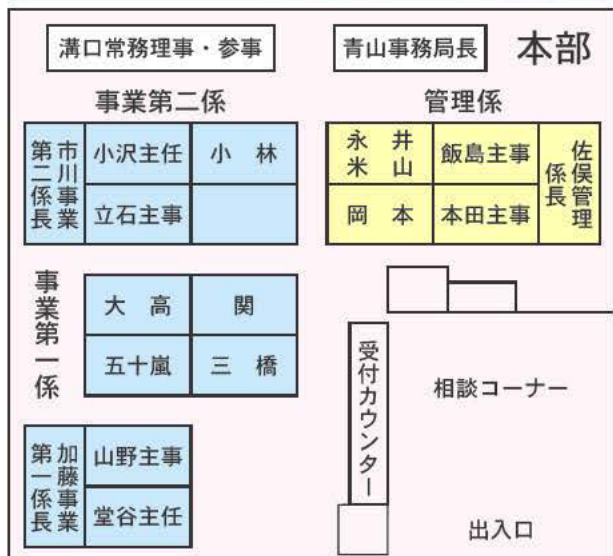 溝口常務理事・参事
青山事務局長
本部
事業第二係
管理係
市川事業
第二係長
小沢主任
小林
立石主事
永井
米山
飯島主事
岡本
本田主事
佐俣管理
係長
事業第一係
大高
関
五十嵐
三橋
加藤事業
第一係長
山野主事
堂谷主任
受付カウンター
相談コーナー
出入口